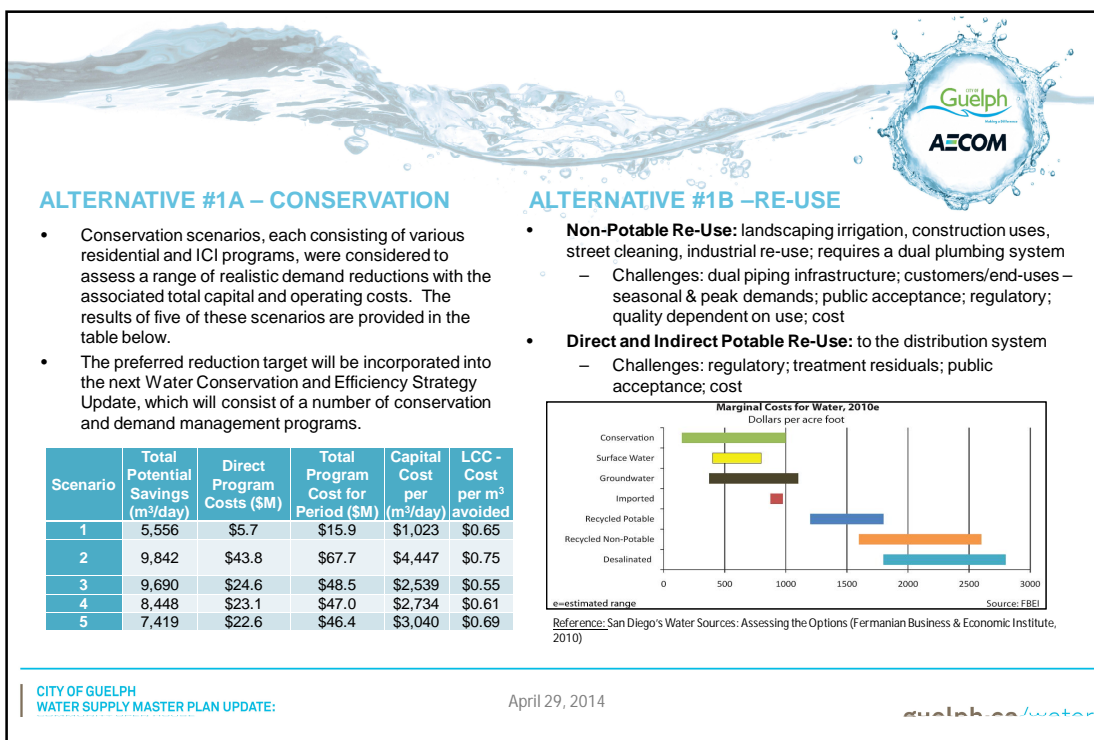 CITY OF
Guelph
Making a Difference
AECOM
ALTERNATIVE #1A – CONSERVATION
• Conservation scenarios, each consisting of various
residential and ICI programs, were considered to
assess a range of realistic demand reductions with the
associated total capital and operating costs. The
results of five of these scenarios are provided in the
table below.
• The preferred reduction target will be incorporated into
the next Water Conservation and Efficiency Strategy
Update, which will consist of a number of conservation
and demand management programs.
Scenario Total Potential Savings (m³/day) Direct Program Costs ($M) Total Program Cost for Period ($M) Capital Cost per (m³/day) LCC - Cost per m³ avoided
1 5,556 $5.7 $15.9 $1,023 $0.65
2 9,842 $43.8 $67.7 $4,447 $0.75
3 9,690 $24.6 $48.5 $2,539 $0.55
4 8,448 $23.1 $47.0 $2,734 $0.61
5 7,419 $22.6 $46.4 $3,040 $0.69
ALTERNATIVE #1B –RE-USE
• Non-Potable Re-Use: landscaping irrigation, construction uses,
street cleaning, industrial re-use; requires a dual plumbing system
– Challenges: dual piping infrastructure; customers/end-uses –
seasonal & peak demands; public acceptance; regulatory;
quality dependent on use; cost
• Direct and Indirect Potable Re-Use: to the distribution system
– Challenges: regulatory; treatment residuals; public
acceptance; cost
Marginal Costs for Water, 2010e
Dollars per acre foot
Conservation
Surface Water
Groundwater
Imported
Recycled Potable
Recycled Non-Potable
Desalinated
0 500 1000 1500 2000 2500 3000
e=estimated range Source: FBEI
Reference: San Diego's Water Sources: Assessing the Options (Fermanian Business & Economic Institute,
2010)
CITY OF GUELPH
WATER SUPPLY MASTER PLAN UPDATE:
April 29, 2014
guelph.ca/water